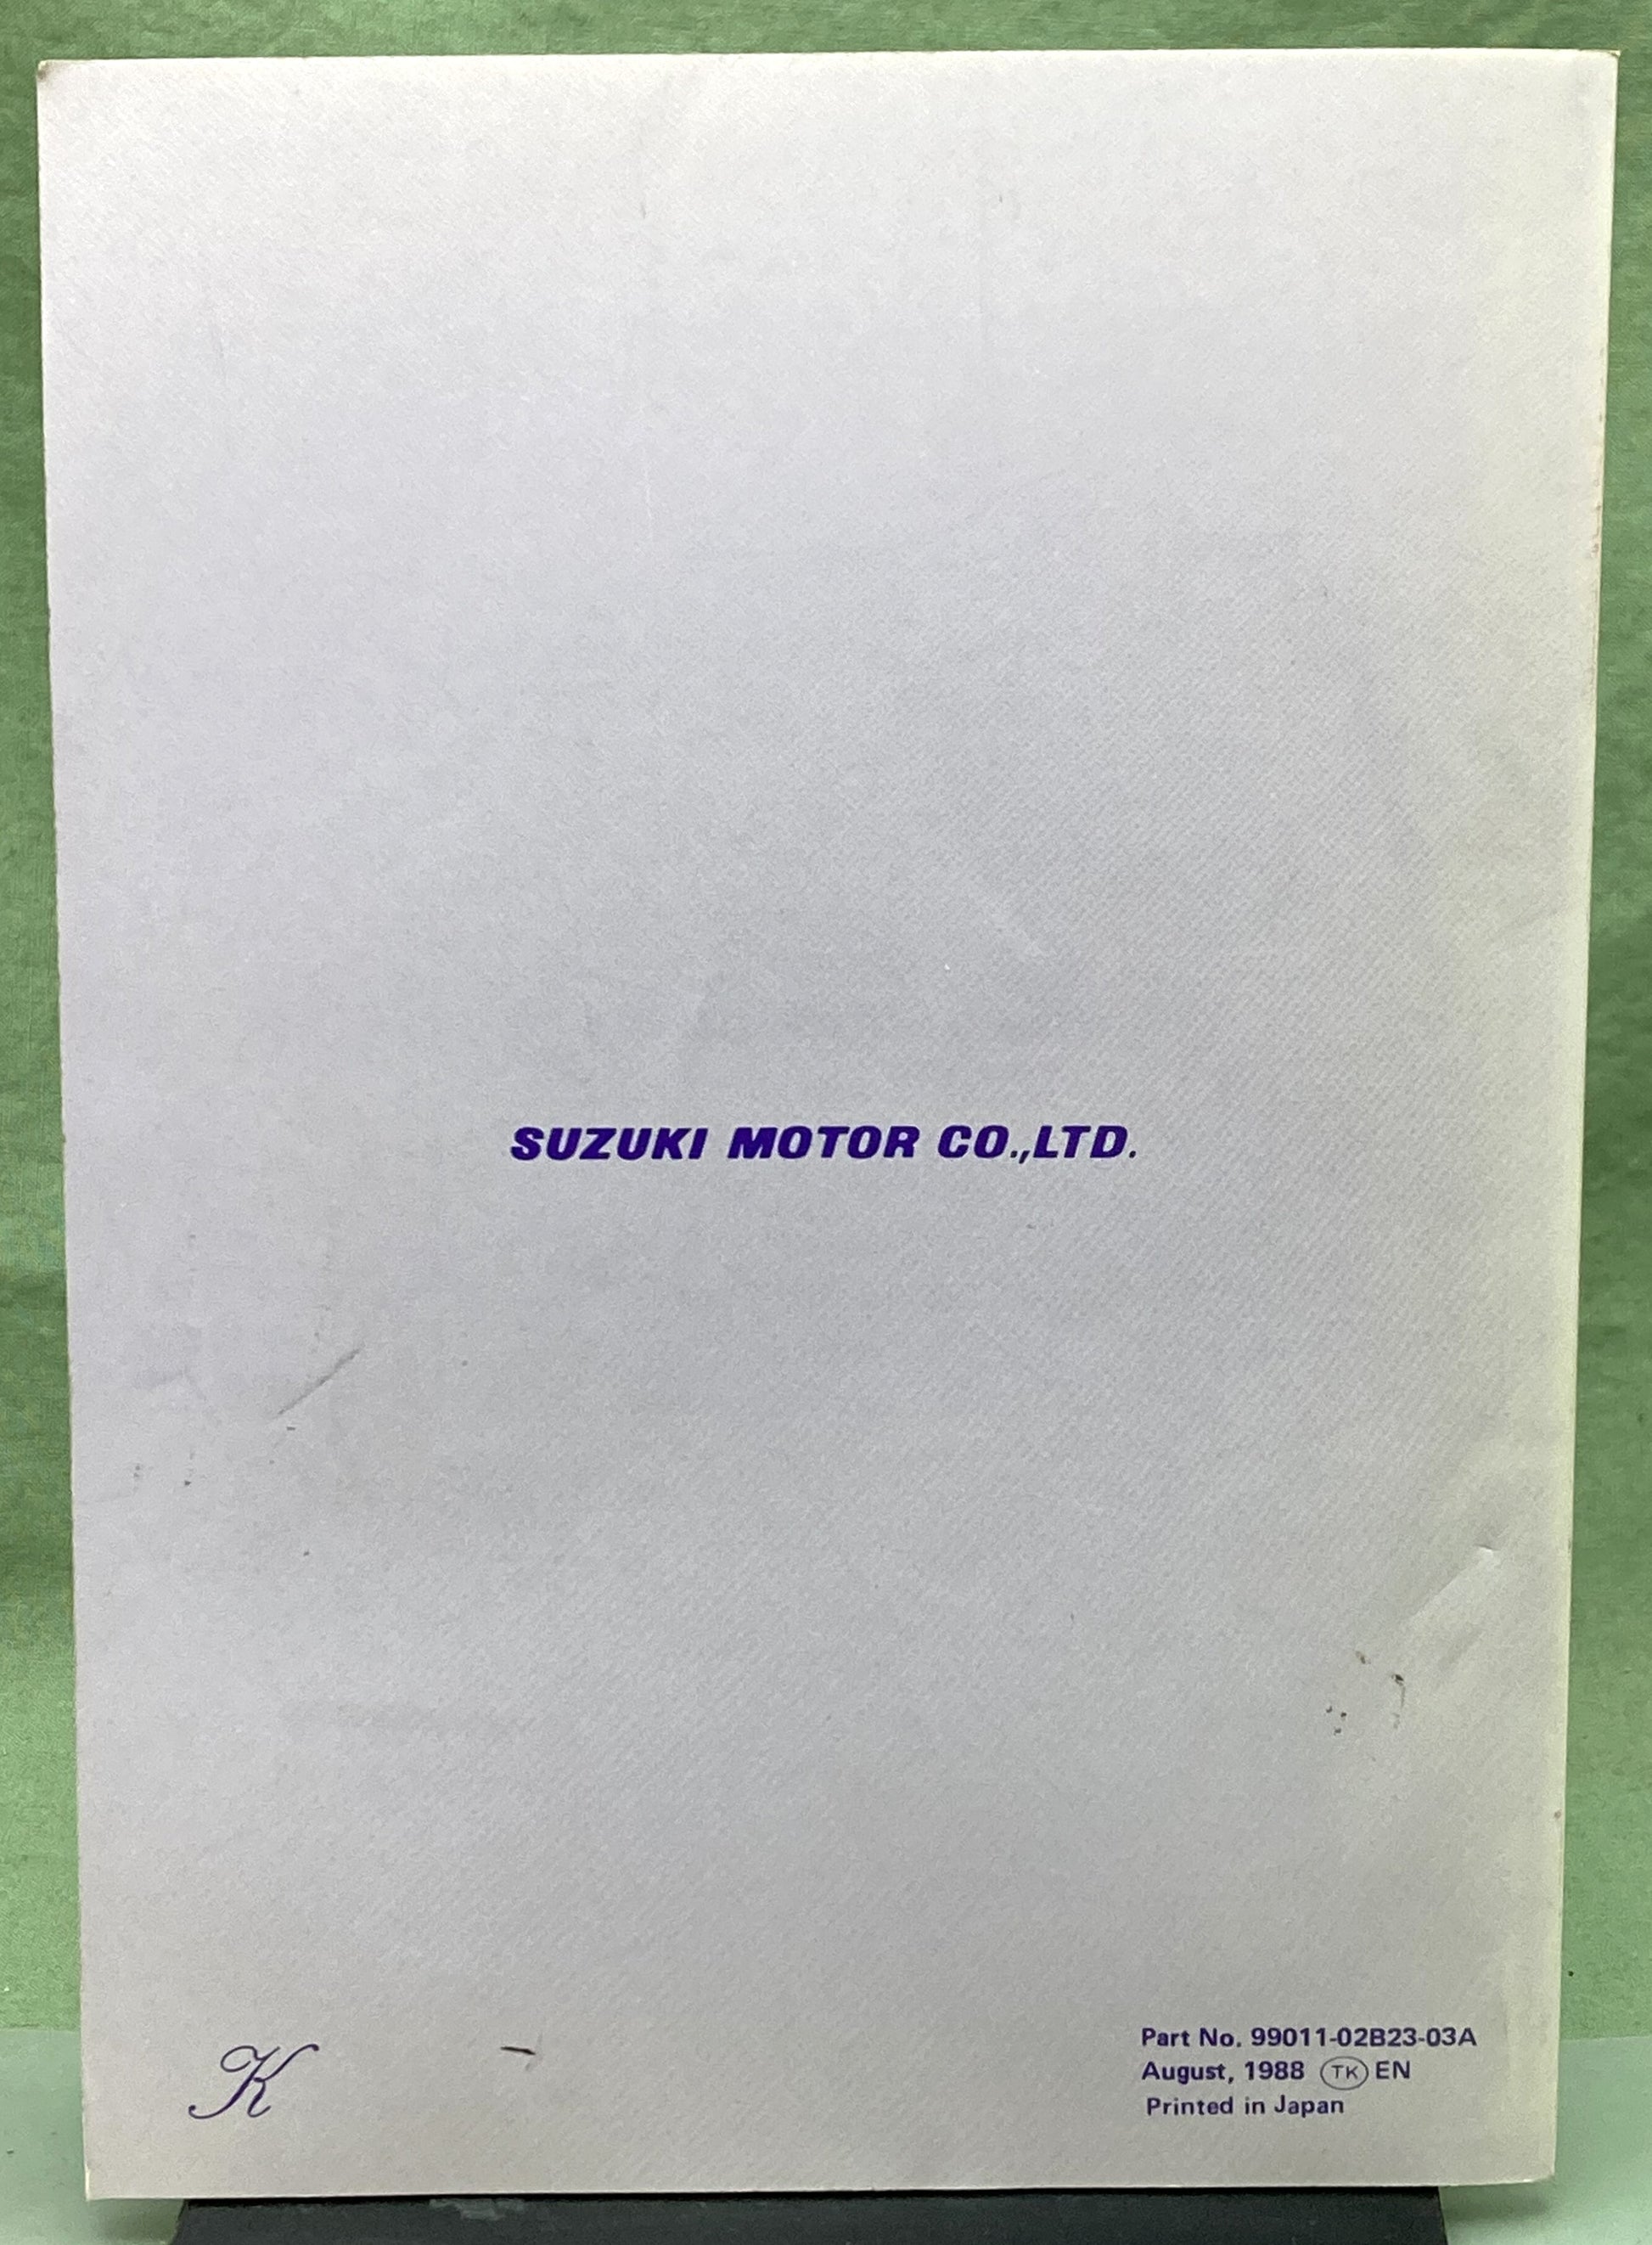 SUZUKI MOTOR CO.,LTD.
K
Part No. 99011-02B23-03A
August, 1988 TK EN
Printed in Japan